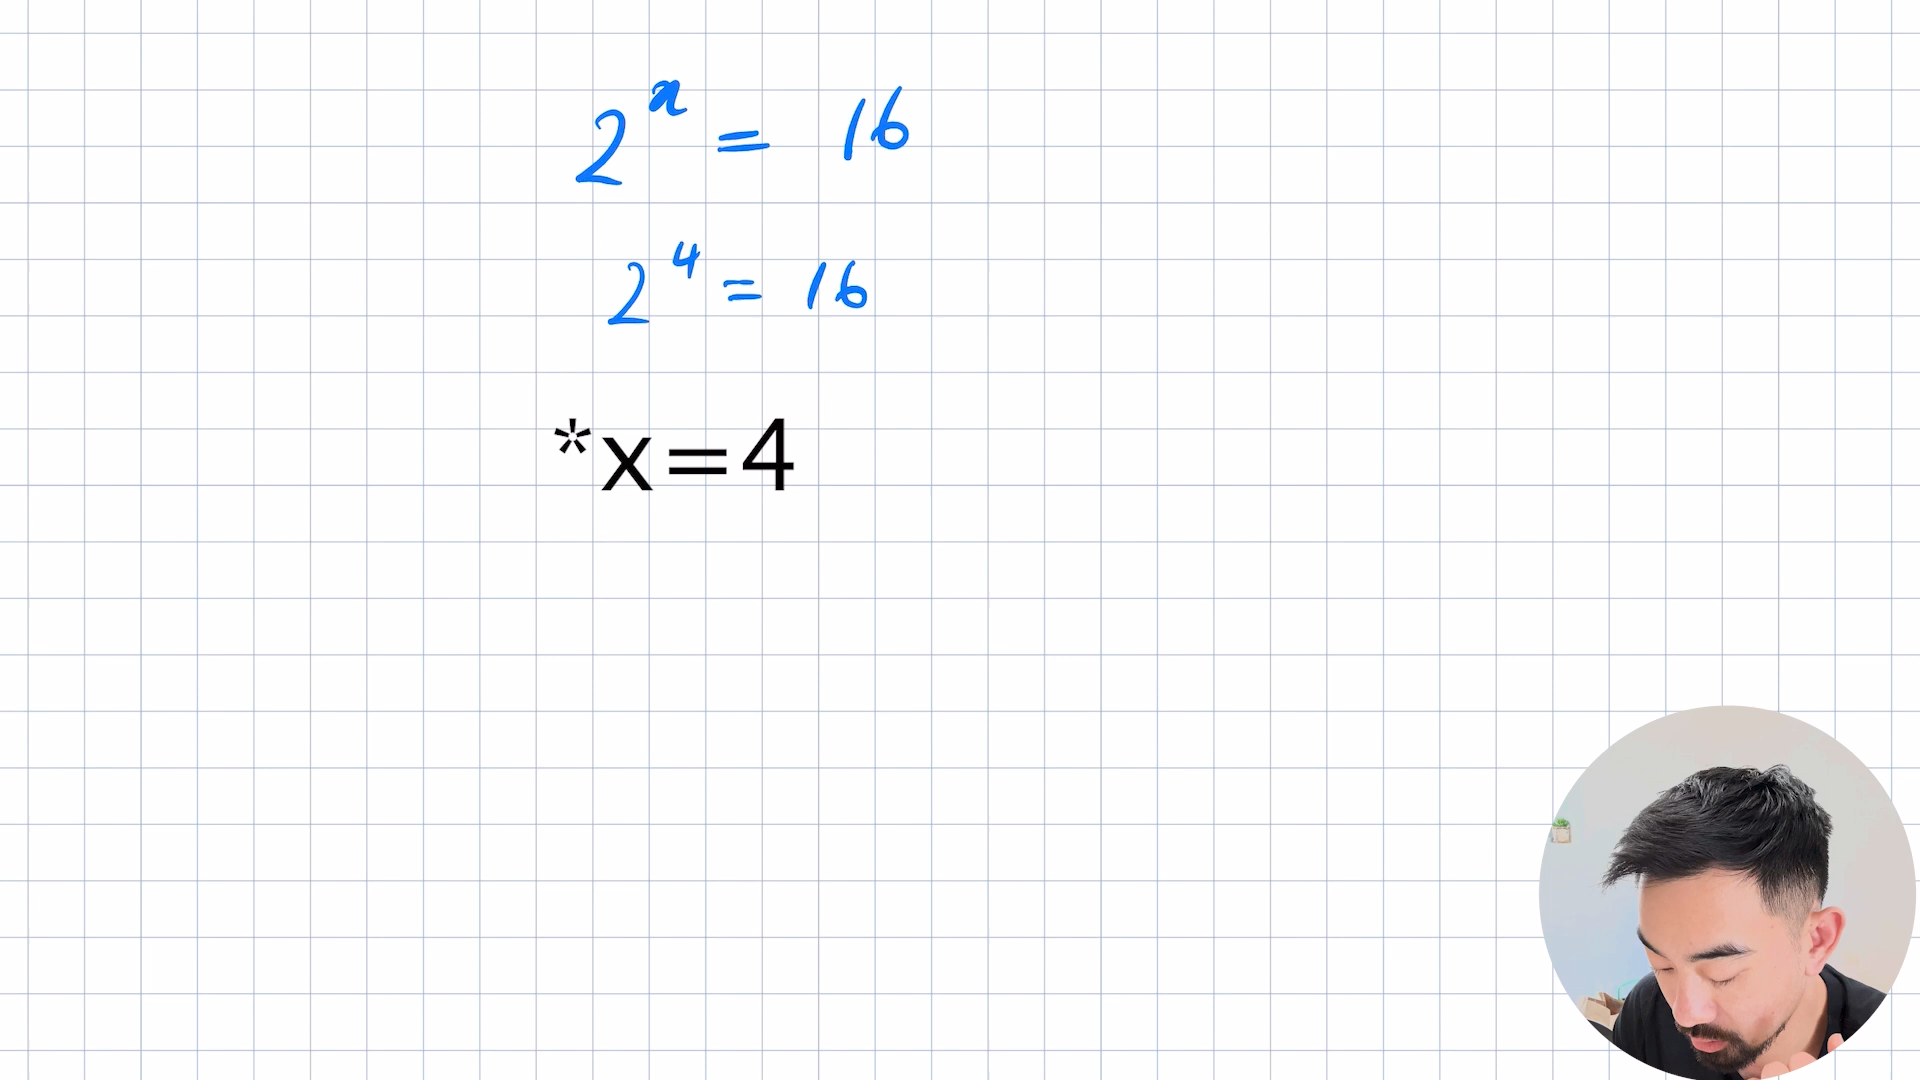 2^x = 16
2^4 = 16
*x=4